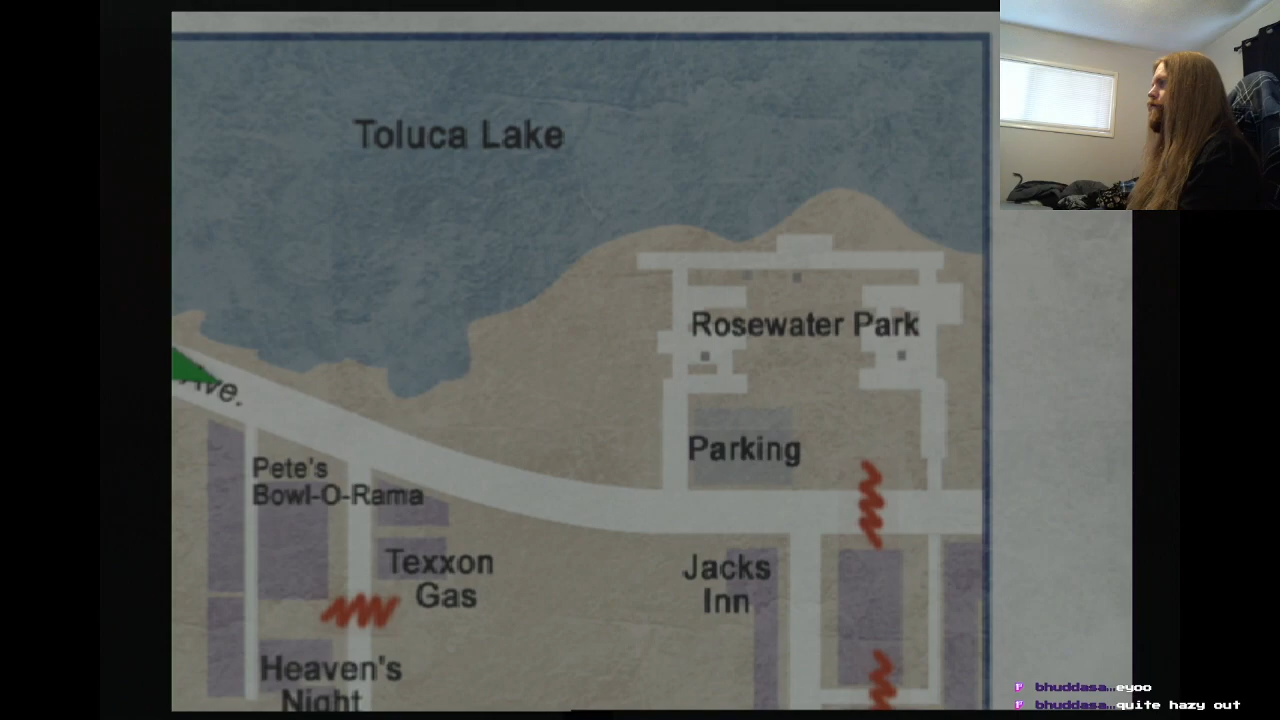 Toluca Lake
Rosewater Park
Ave.
Parking
Pete's
Bowl-O-Rama
Texxon
Gas
Jacks
Inn
Heaven's
Night
bhuddasa…eyoo
bhuddasa…quite hazy out